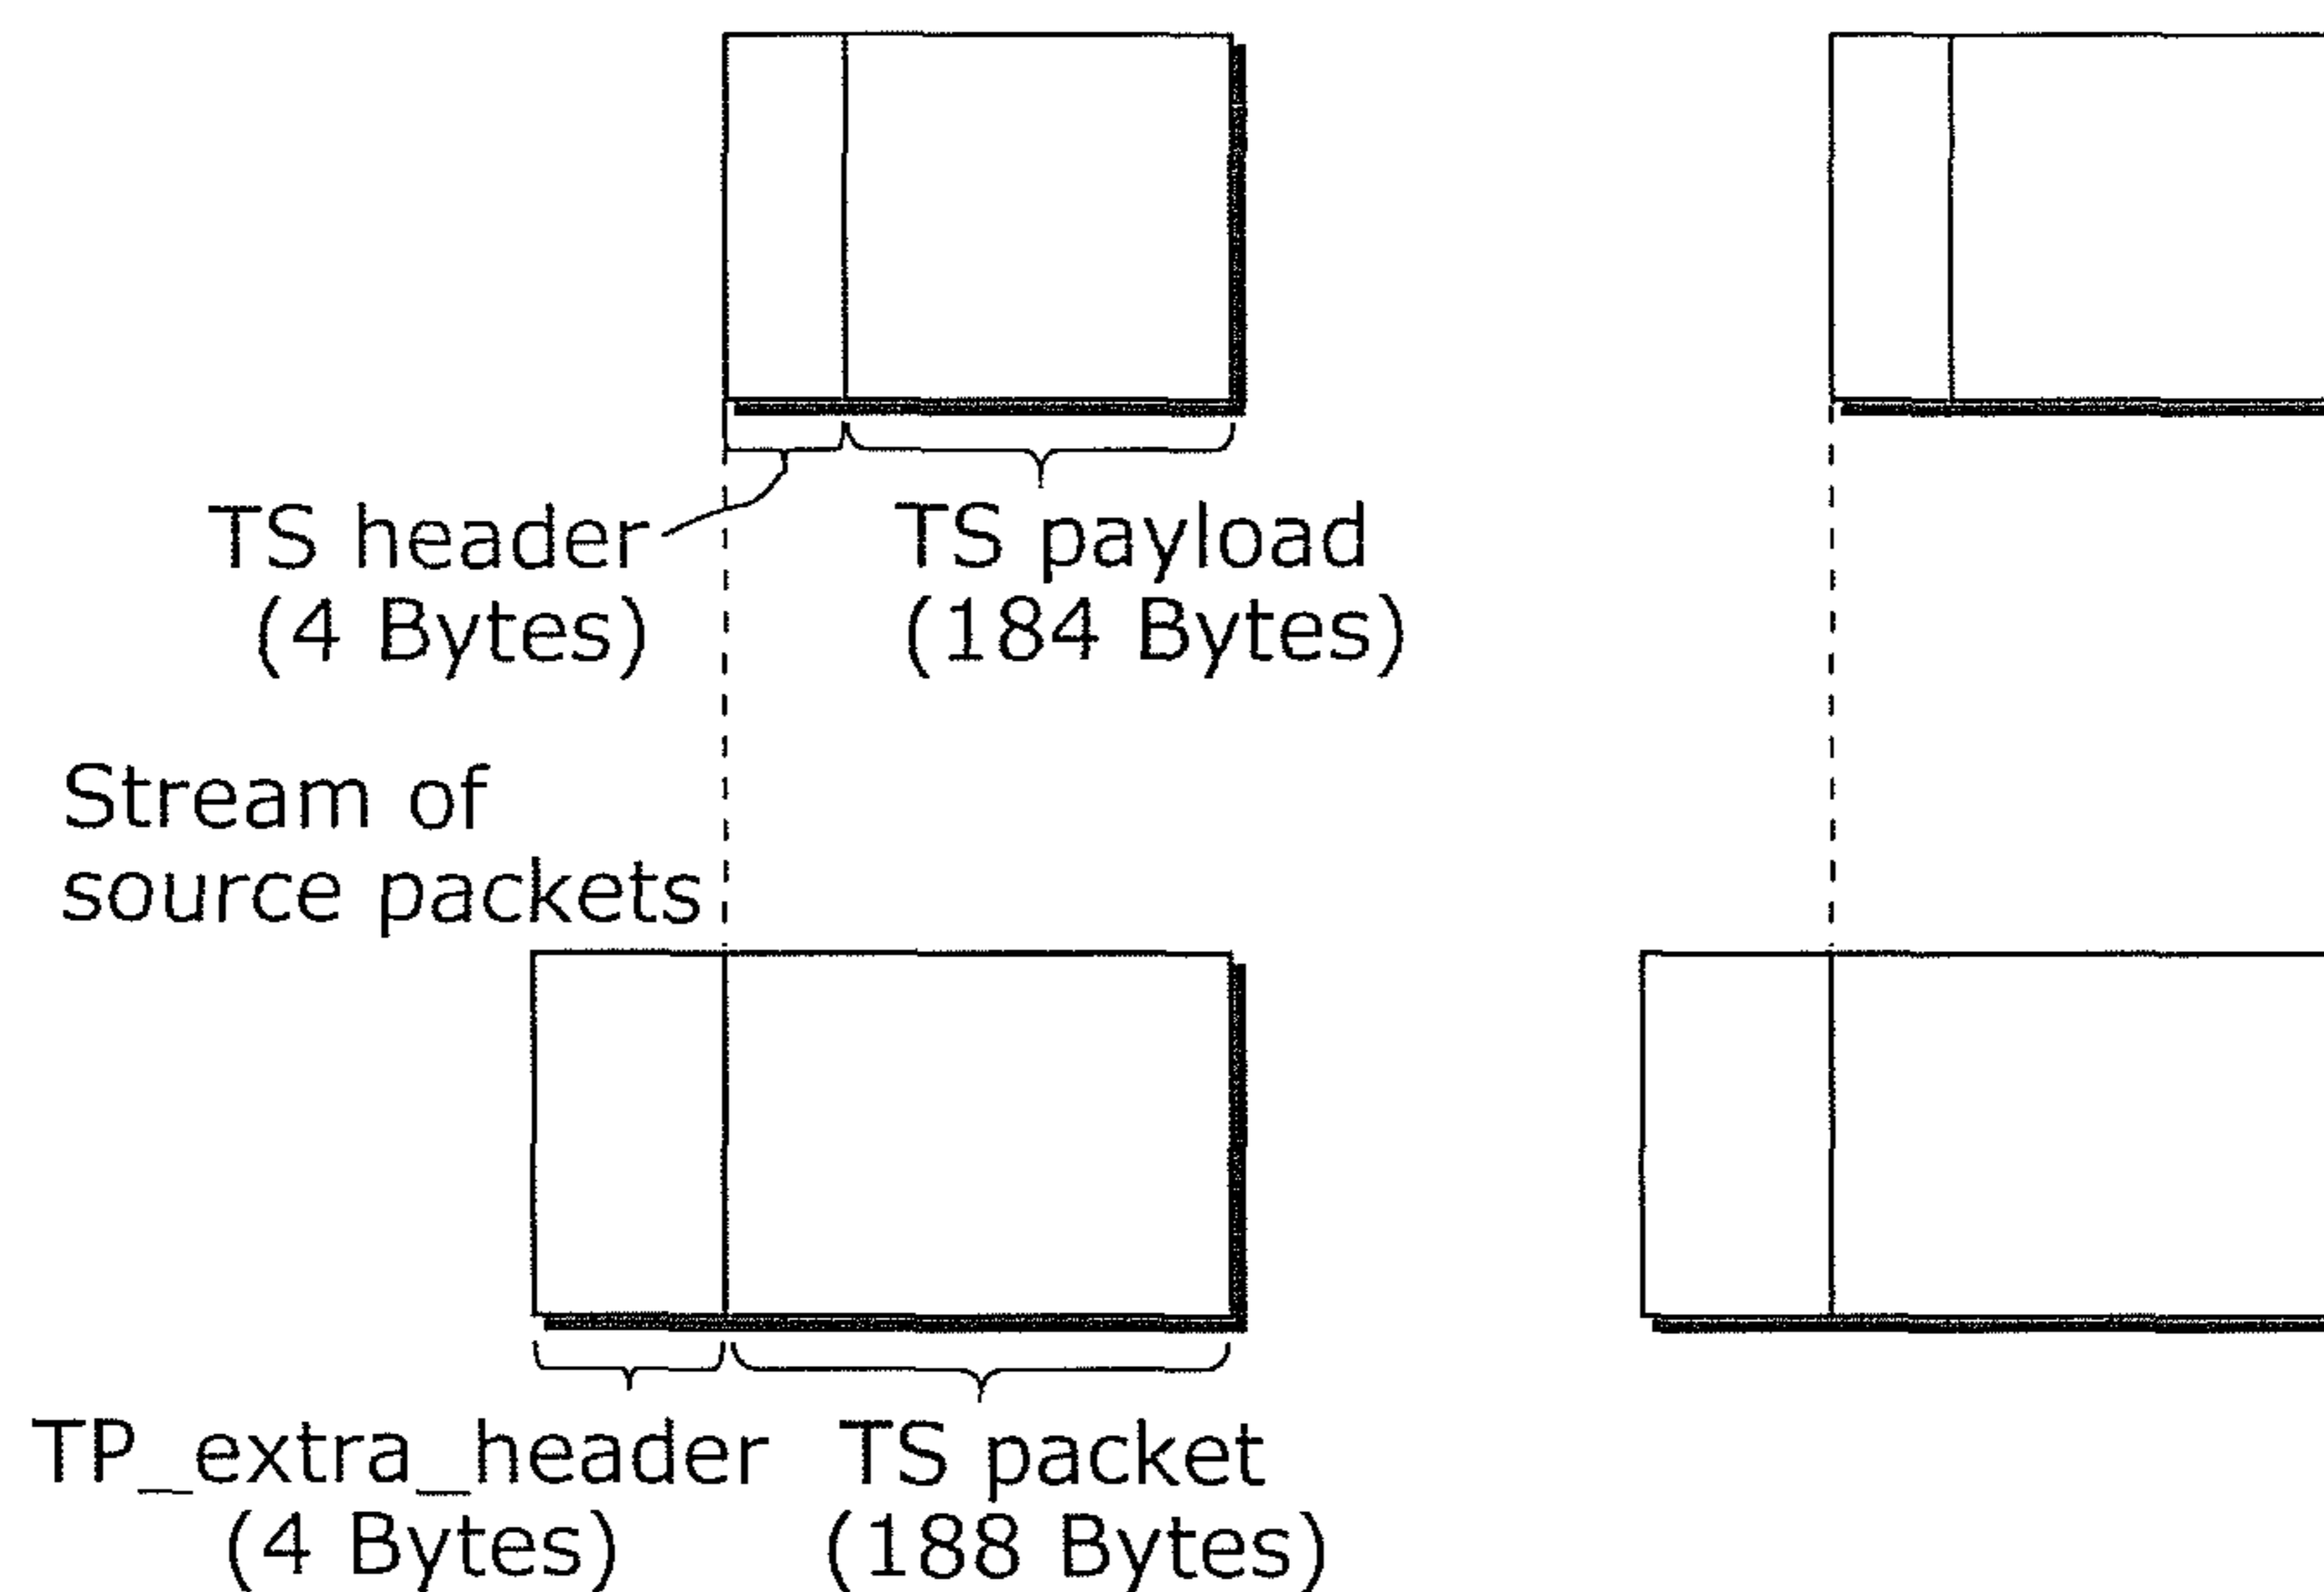 TS header
(4 Bytes)
TS payload
(184 Bytes)
Stream of
source packets
TP_extra_header
(4 Bytes)
TS packet
(188 Bytes)